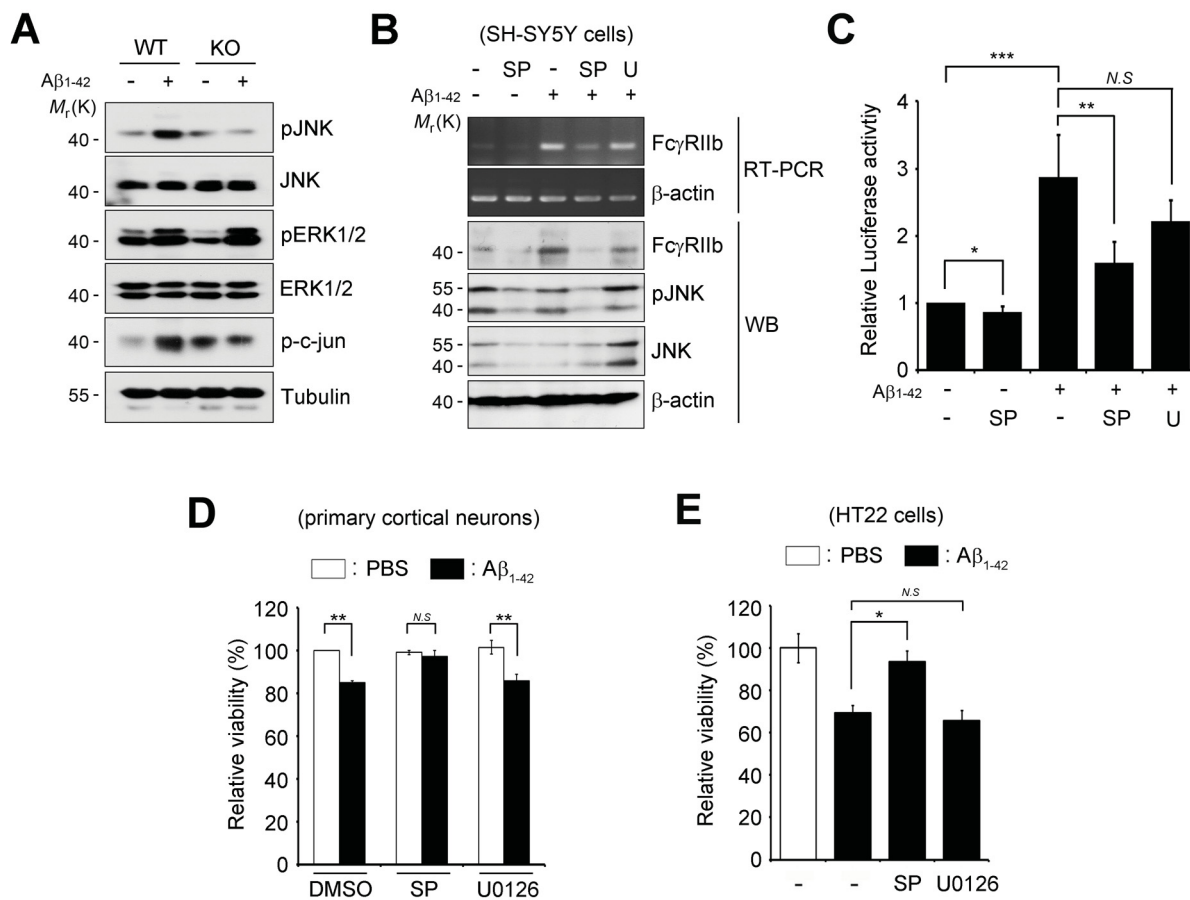 A
WT KO
Aβ1-42 - + - +
Mr(K)
40 - pJNK
40 - JNK
40 - pERK1/2
40 - ERK1/2
40 - p-c-jun
55 - Tubulin
B
(SH-SY5Y cells)
- SP - SP U
Aβ1-42 - - + + +
Mr(K)
FcγRIIb
β-actin
RT-PCR
40 - FcγRIIb
55 -
40 -
pJNK
55 -
40 -
JNK
40 - β-actin
WB
C
Relative Luciferase activtiy
4
3
2
1
0
***
N.S
**
*
Aβ1-42 - - + + +
- SP - SP U
D
(primary cortical neurons)
: PBS : Aβ1-42
Relative viability (%)
120
100
80
60
40
20
0
** N.S **
DMSO SP U0126
E
(HT22 cells)
: PBS : Aβ1-42
Relative viability (%)
120
100
80
60
40
20
0
N.S
*
- - SP U0126